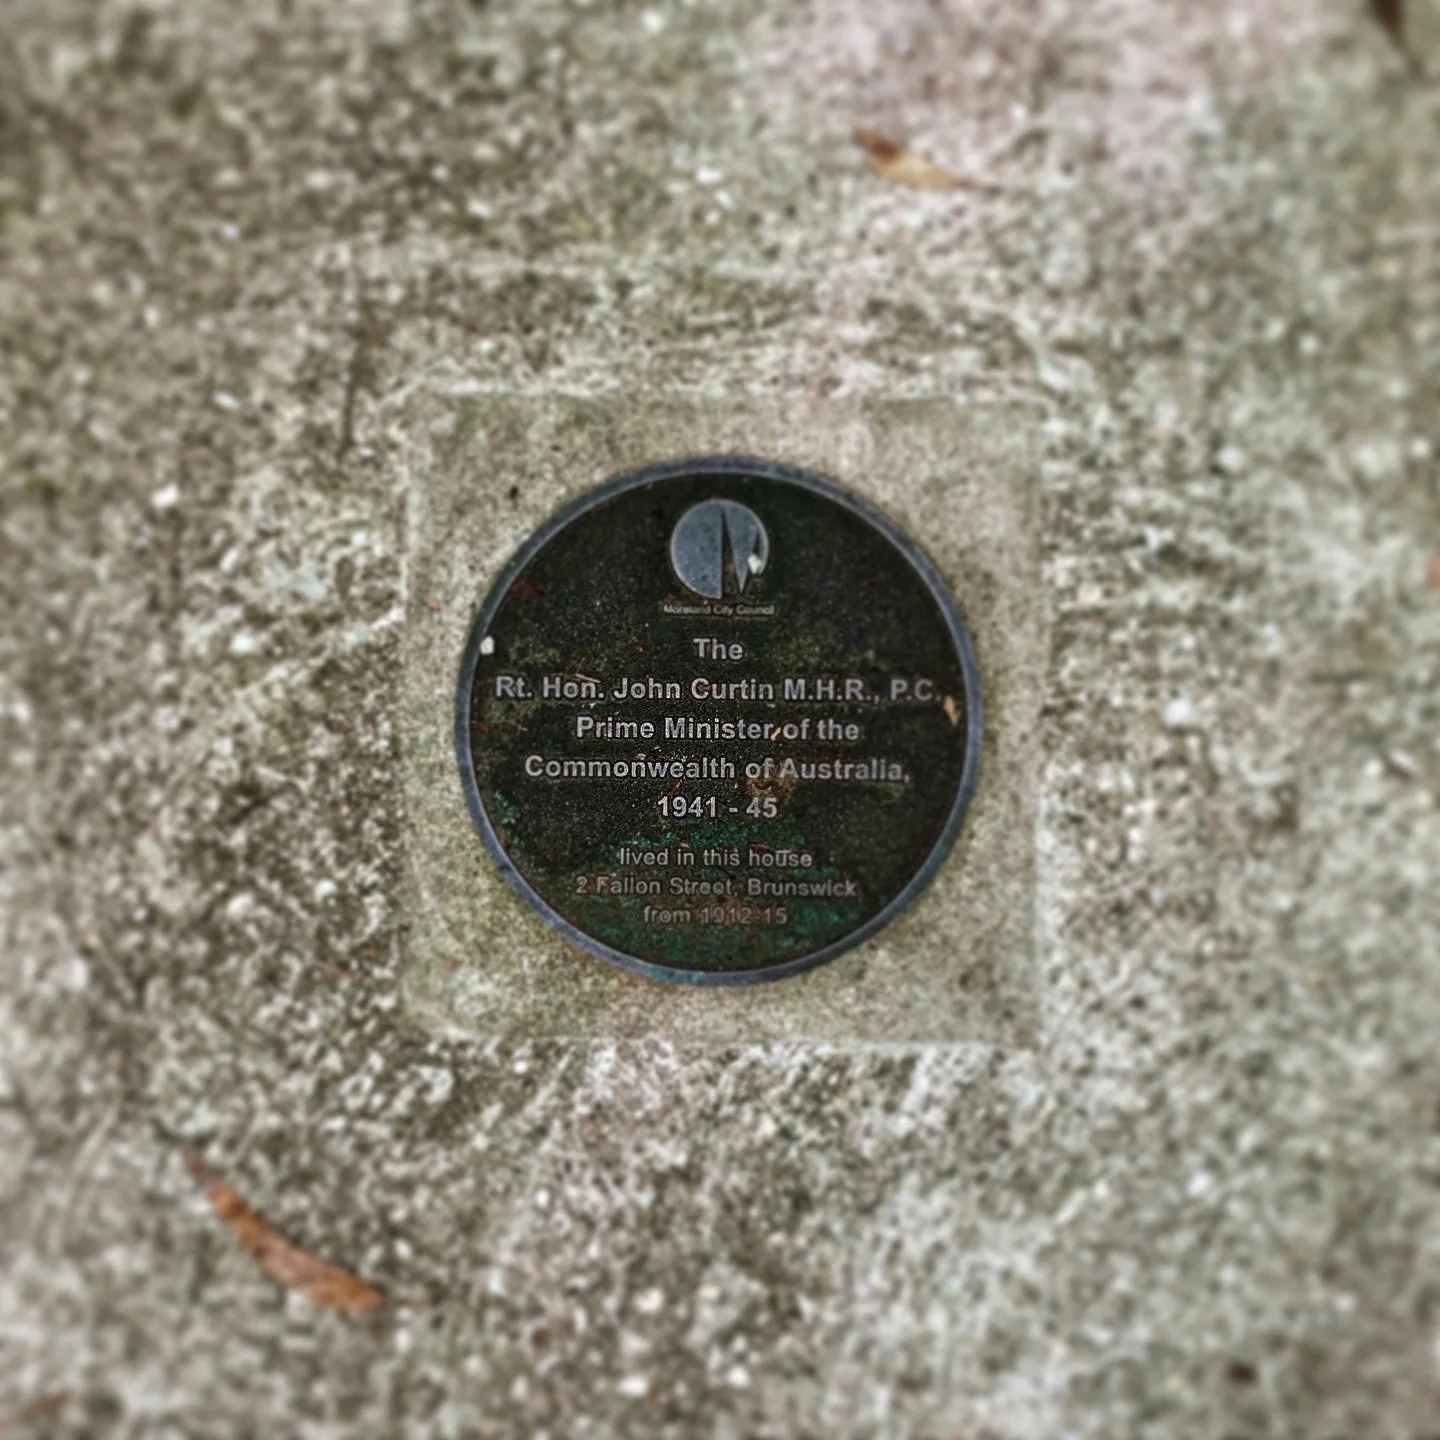 Moreland City Council
The
Rt. Hon. John Curtin M.H.R., P.C.
Prime Minister of the
Commonwealth of Australia,
1941 - 45
lived in this house
2 Fallon Street, Brunswick
from 1912-15